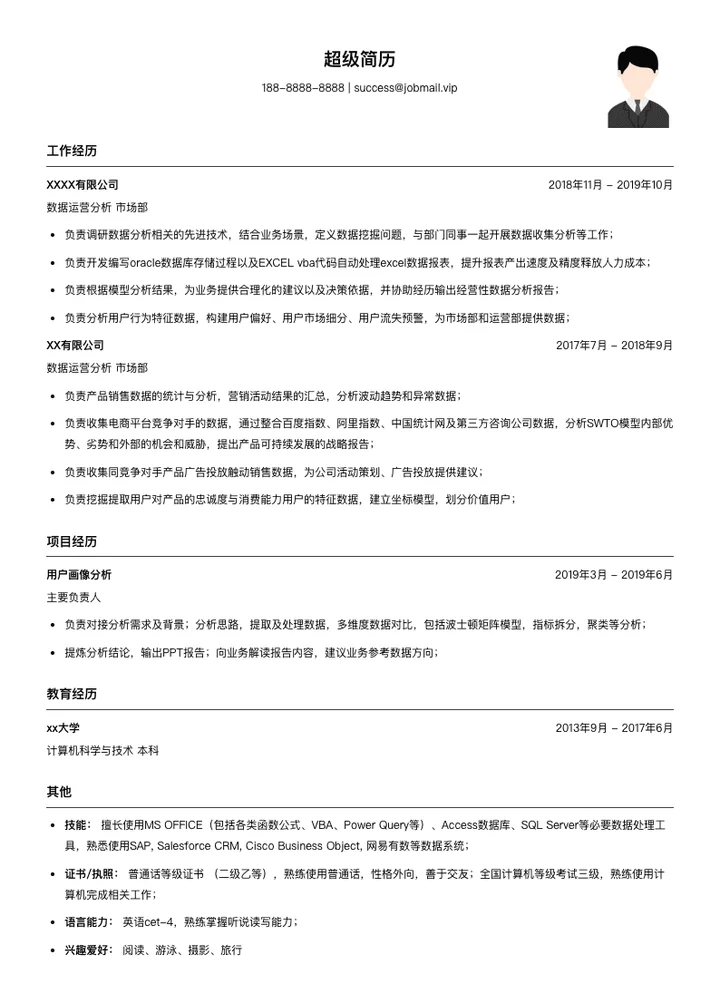 超级简历
188-8888-8888 | success@jobmail.vip
工作经历
XXXX有限公司 2018年11月 – 2019年10月
数据运营分析 市场部
• 负责调研数据分析相关的先进技术，结合业务场景，定义数据挖掘问题，与部门同事一起开展数据收集分析等工作；
• 负责开发编写oracle数据库存储过程以及EXCEL vba代码自动处理excel数据报表，提升报表产出速度及精度释放人力成本；
• 负责根据模型分析结果，为业务提供合理化的建议以及决策依据，并协助经历输出经营性数据分析报告；
• 负责分析用户行为特征数据，构建用户偏好、用户市场细分、用户流失预警，为市场部和运营部提供数据；
XX有限公司 2017年7月 – 2018年9月
数据运营分析 市场部
• 负责产品销售数据的统计与分析，营销活动结果的汇总，分析波动趋势和异常数据；
• 负责收集电商平台竞争对手的数据，通过整合百度指数、阿里指数、中国统计网及第三方咨询公司数据，分析SWTO模型内部优
势、劣势和外部的机会和威胁，提出产品可持续发展的战略报告；
• 负责收集同竞争对手产品广告投放触动销售数据，为公司活动策划、广告投放提供建议；
• 负责挖掘提取用户对产品的忠诚度与消费能力用户的特征数据，建立坐标模型，划分价值用户；
项目经历
用户画像分析 2019年3月 – 2019年6月
主要负责人
• 负责对接分析需求及背景；分析思路，提取及处理数据，多维度数据对比，包括波士顿矩阵模型，指标拆分，聚类等分析；
• 提炼分析结论，输出PPT报告；向业务解读报告内容，建议业务参考数据方向；
教育经历
xx大学 2013年9月 – 2017年6月
计算机科学与技术 本科
其他
• 技能： 擅长使用MS OFFICE（包括各类函数公式、VBA、Power Query等）、Access数据库、SQL Server等必要数据处理工
具，熟悉使用SAP, Salesforce CRM, Cisco Business Object, 网易有数等数据系统；
• 证书/执照： 普通话等级证书 （二级乙等），熟练使用普通话，性格外向，善于交友；全国计算机等级考试三级，熟练使用计
算机完成相关工作；
• 语言能力： 英语cet-4，熟练掌握听说读写能力；
• 兴趣爱好： 阅读、游泳、摄影、旅行